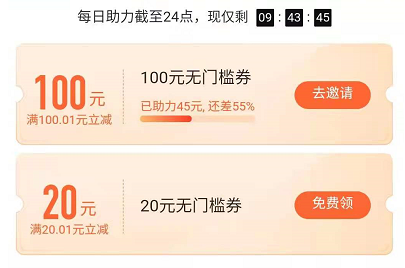 每日助力截至24点，现仅剩 09 : 43 : 45
100元 100元无门槛券
已助力45元, 还差55% 去邀请
满100.01元立减
20元 20元无门槛券 免费领
满20.01元立减